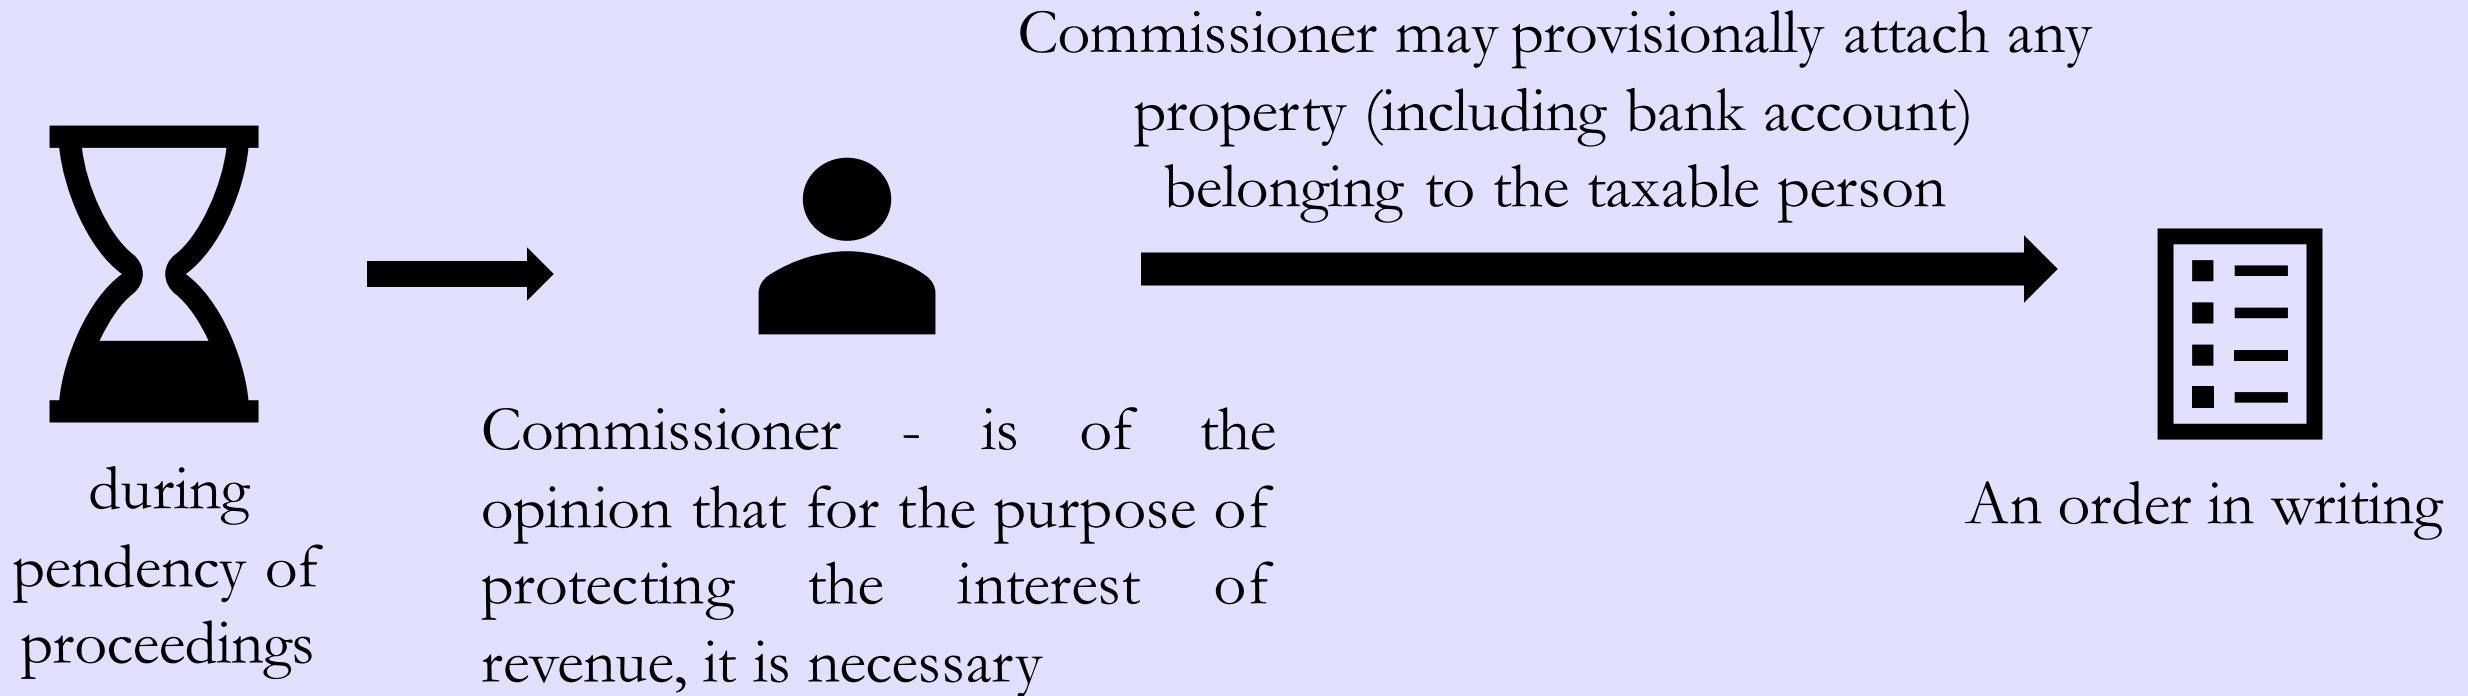 during
pendency of
proceedings
Commissioner - is of the
opinion that for the purpose of
protecting the interest of
revenue, it is necessary
Commissioner may provisionally attach any
property (including bank account)
belonging to the taxable person
An order in writing